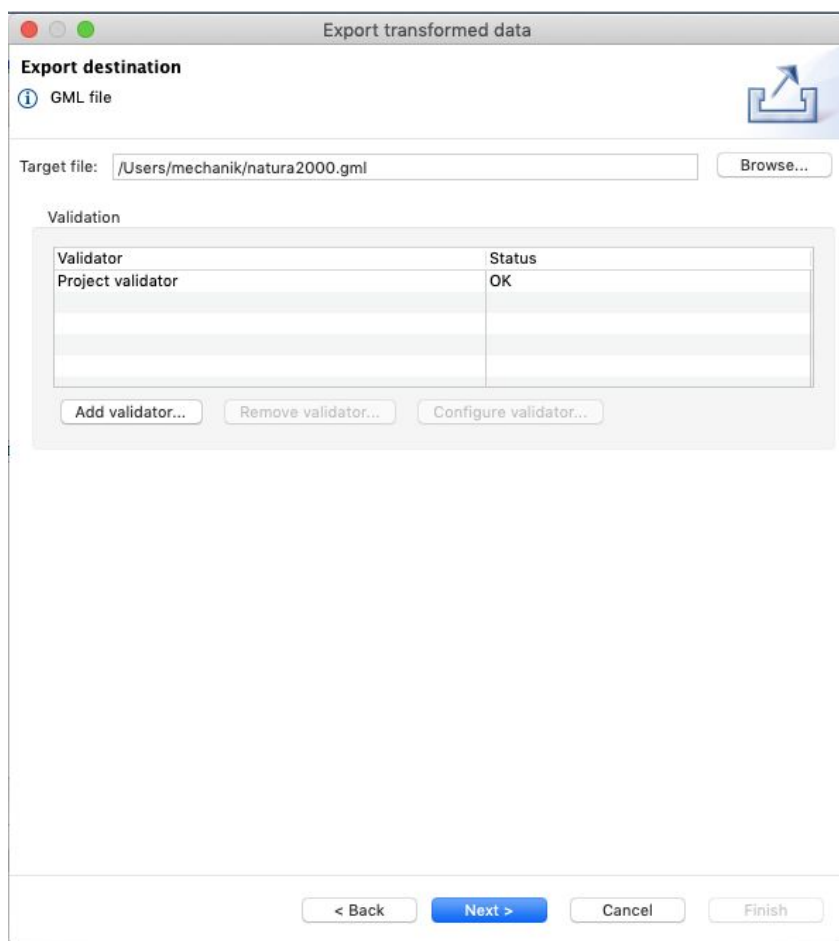 Export transformed data
Export destination
GML file
Target file: /Users/mechanik/natura2000.gml Browse...
Validation
Validator Status
Project validator OK
Add validator... Remove validator... Configure validator...
< Back Next > Cancel Finish